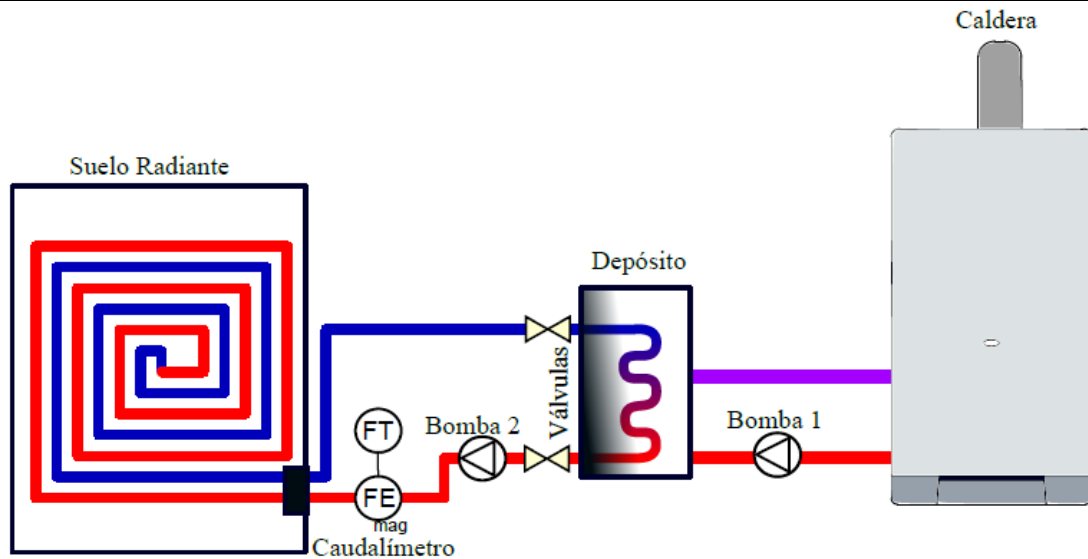 Caldera
Suelo Radiante
Depósito
Válvulas
Bomba 2
Bomba 1
FT
FE
mag
Caudalímetro